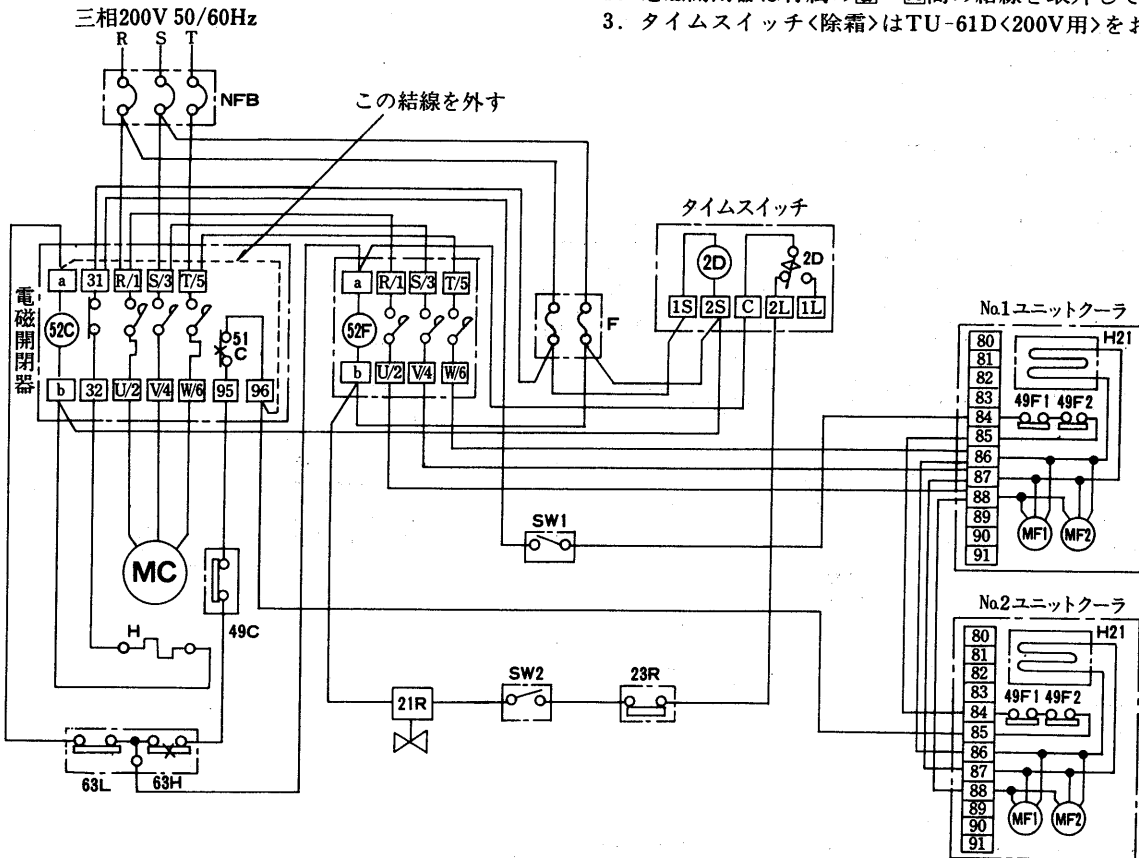 三相200V 50/60Hz
3. タイムスイッチ<除霜>はTU-61D<200V用>をお
R S T
NFB
この結線を外す
タイムスイッチ
2D 2D
1S 2S C 2L 1L
電磁開閉器
a 31 R/1 S/3 T/5
52C
51C
b 32 U/2 V/4 W/6 95 96
a R/1 S/3 T/5
52F
b U/2 V/4 W/6
F
No.1ユニットクーラ
H21
80
81
82
83
49F1 49F2
84
85
86
87
88
89
90
91
MF1 MF2
SW1
MC
49C
H
SW2
23R
21R
63L 63H
No.2ユニットクーラ
H21
80
81
82
83
49F1 49F2
84
85
86
87
88
89
90
91
MF1 MF2